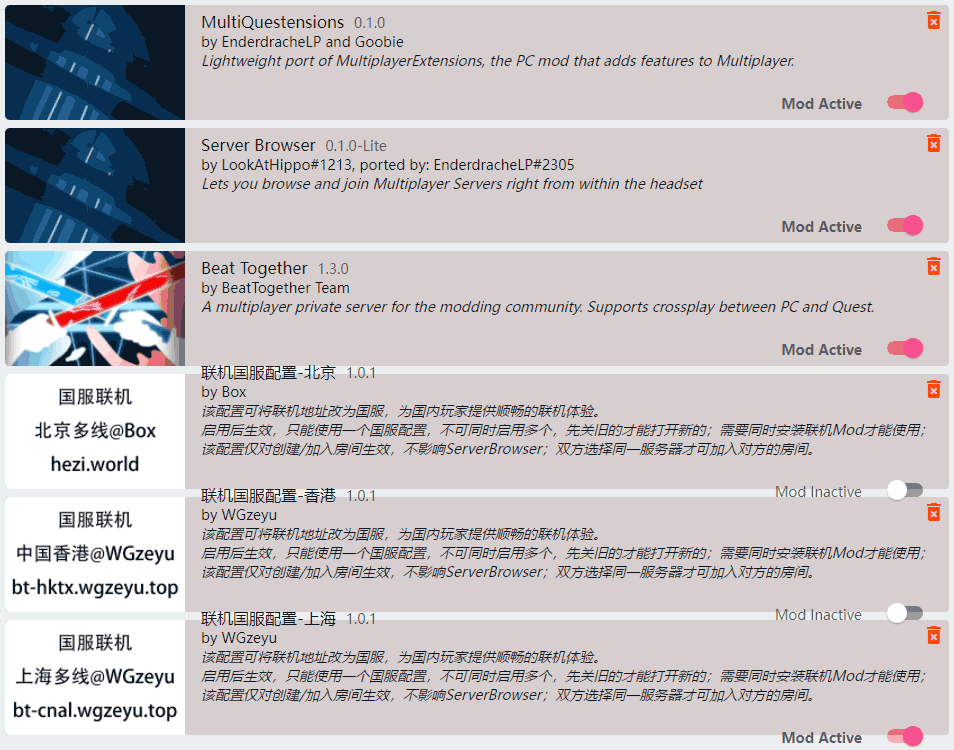 MultiQuestensions 0.1.0
by EnderdracheLP and Goobie
Lightweight port of MultiplayerExtensions, the PC mod that adds features to Multiplayer.
Mod Active
Server Browser 0.1.0-Lite
by LookAtHippo#1213, ported by: EnderdracheLP#2305
Lets you browse and join Multiplayer Servers right from within the headset
Mod Active
Beat Together 1.3.0
by BeatTogether Team
A multiplayer private server for the modding community. Supports crossplay between PC and Quest.
Mod Active
国服联机
北京多线@Box
hezi.world
联机国服配置-北京 1.0.1
by Box
该配置可将联机地址改为国服，为国内玩家提供顺畅的联机体验。
启用后生效，只能使用一个国服配置，不可同时启用多个，先关旧的才能打开新的；需要同时安装联机Mod才能使用；
该配置仅对创建/加入房间生效，不影响ServerBrowser；双方选择同一服务器才可加入对方的房间。
Mod Inactive
国服联机
中国香港@WGzeyu
bt-hktx.wgzeyu.top
联机国服配置-香港 1.0.1
by WGzeyu
该配置可将联机地址改为国服，为国内玩家提供顺畅的联机体验。
启用后生效，只能使用一个国服配置，不可同时启用多个，先关旧的才能打开新的；需要同时安装联机Mod才能使用；
该配置仅对创建/加入房间生效，不影响ServerBrowser；双方选择同一服务器才可加入对方的房间。
Mod Inactive
国服联机
上海多线@WGzeyu
bt-cnal.wgzeyu.top
联机国服配置-上海 1.0.1
by WGzeyu
该配置可将联机地址改为国服，为国内玩家提供顺畅的联机体验。
启用后生效，只能使用一个国服配置，不可同时启用多个，先关旧的才能打开新的；需要同时安装联机Mod才能使用；
该配置仅对创建/加入房间生效，不影响ServerBrowser；双方选择同一服务器才可加入对方的房间。
Mod Active